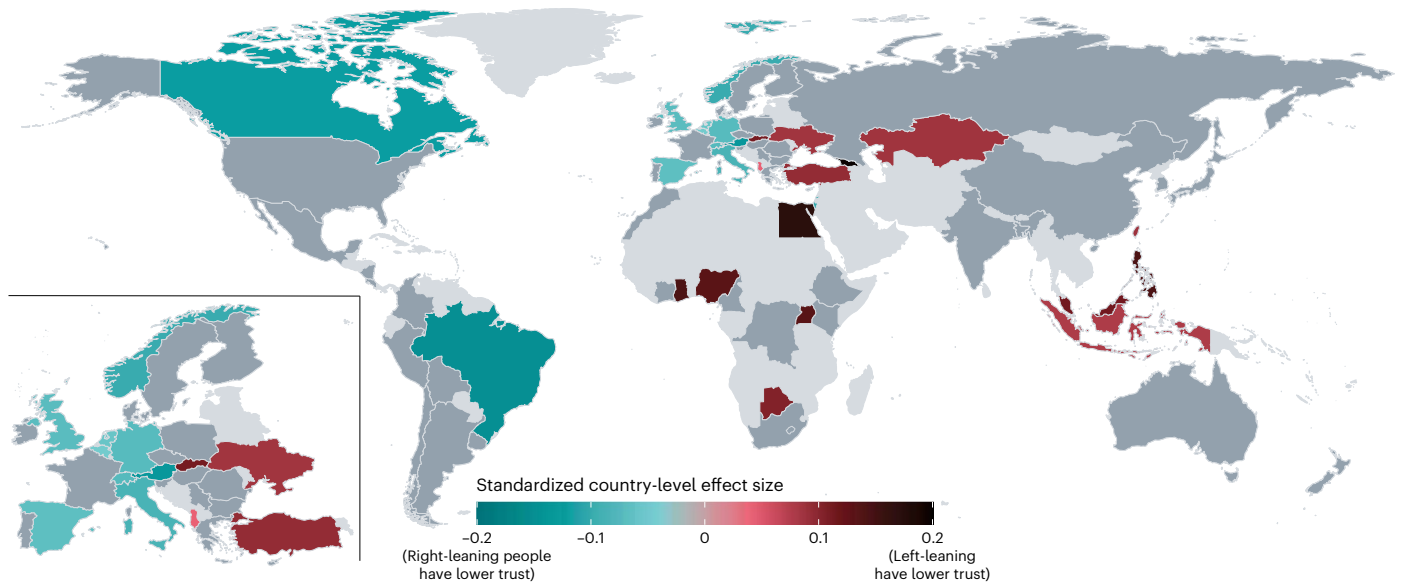 Standardized country-level effect size
−0.2 −0.1 0 0.1 0.2
(Right-leaning people (Left-leaning
have lower trust) have lower trust)